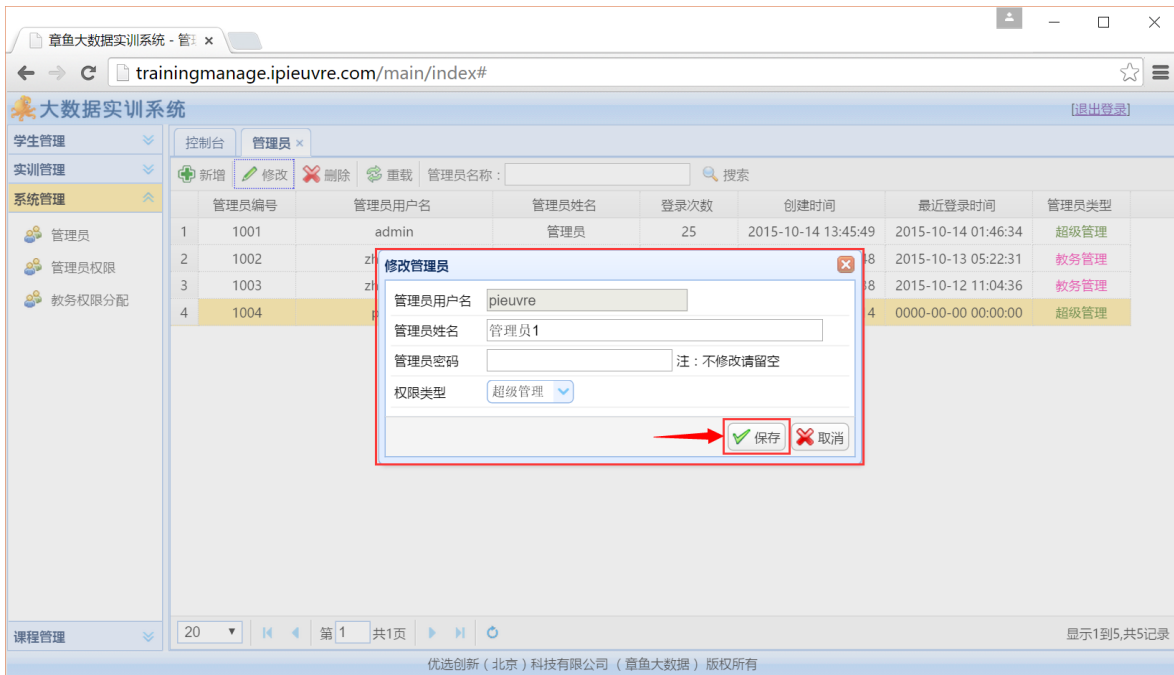 章鱼大数据实训系统 - 管
trainingmanage.ipieuvre.com/main/index#
大数据实训系统 [退出登录]
学生管理 控制台 管理员
实训管理 新增 修改 删除 重载 管理员名称： 搜索
系统管理 管理员编号 管理员用户名 管理员姓名 登录次数 创建时间 最近登录时间 管理员类型
管理员 1 1001 admin 管理员 25 2015-10-14 13:45:49 2015-10-14 01:46:34 超级管理
2 1002 zh 48 2015-10-13 05:22:31 教务管理
管理员权限
3 1003 zh 38 2015-10-12 11:04:36 教务管理
教务权限分配
4 1004 p 4 0000-00-00 00:00:00 超级管理
修改管理员
管理员用户名 pieuvre
管理员姓名 管理员1
管理员密码 注：不修改请留空
权限类型 超级管理
保存 取消
课程管理 20 第 1 共1页 显示1到5,共5记录
优选创新（北京）科技有限公司（章鱼大数据）版权所有